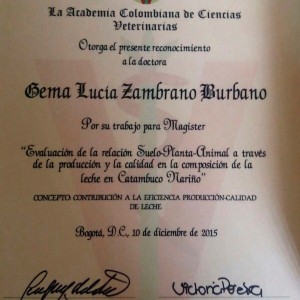 La Academia Colombiana de Ciencias
Veterinarias
Otorga el presente reconocimiento
a la doctora
Gema Lucía Zambrano Burbano
Por su trabajo para Magister
"Evaluación de la relación Suelo-Planta-Animal a través
de la producción y la calidad en la composición de la
leche en Catambuco Nariño"
CONCEPTO: CONTRIBUCIÓN A LA EFICIENCIA PRODUCCIÓN-CALIDAD
DE LECHE.
Bogotá, D.C., 10 de diciembre de 2015